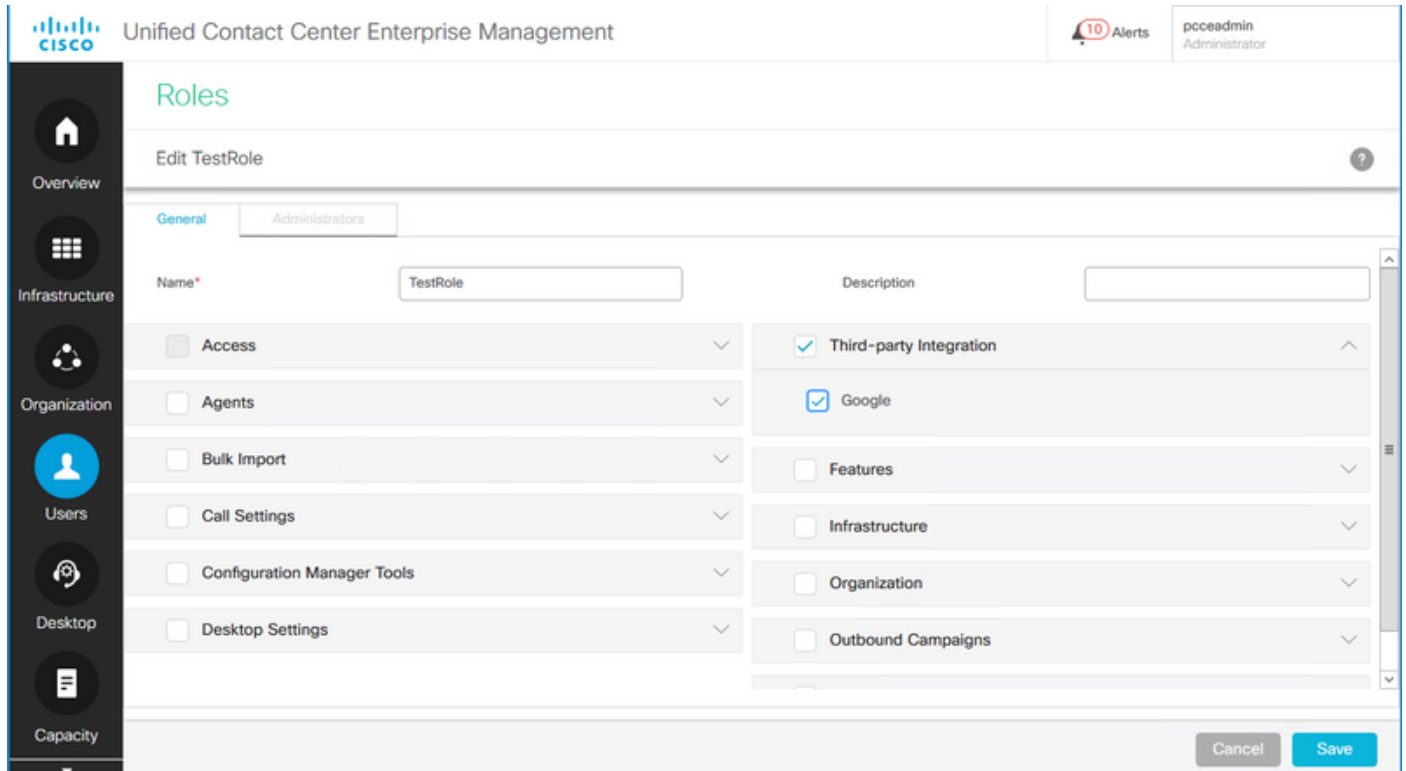 CISCO
Unified Contact Center Enterprise Management
10 Alerts
pcceadmin
Administrator
Overview
Infrastructure
Organization
Users
Desktop
Capacity
Roles
Edit TestRole
?
General
Administrators
Name*
TestRole
Description
Access
Agents
Bulk Import
Call Settings
Configuration Manager Tools
Desktop Settings
Third-party Integration
Google
Features
Infrastructure
Organization
Outbound Campaigns
Cancel
Save